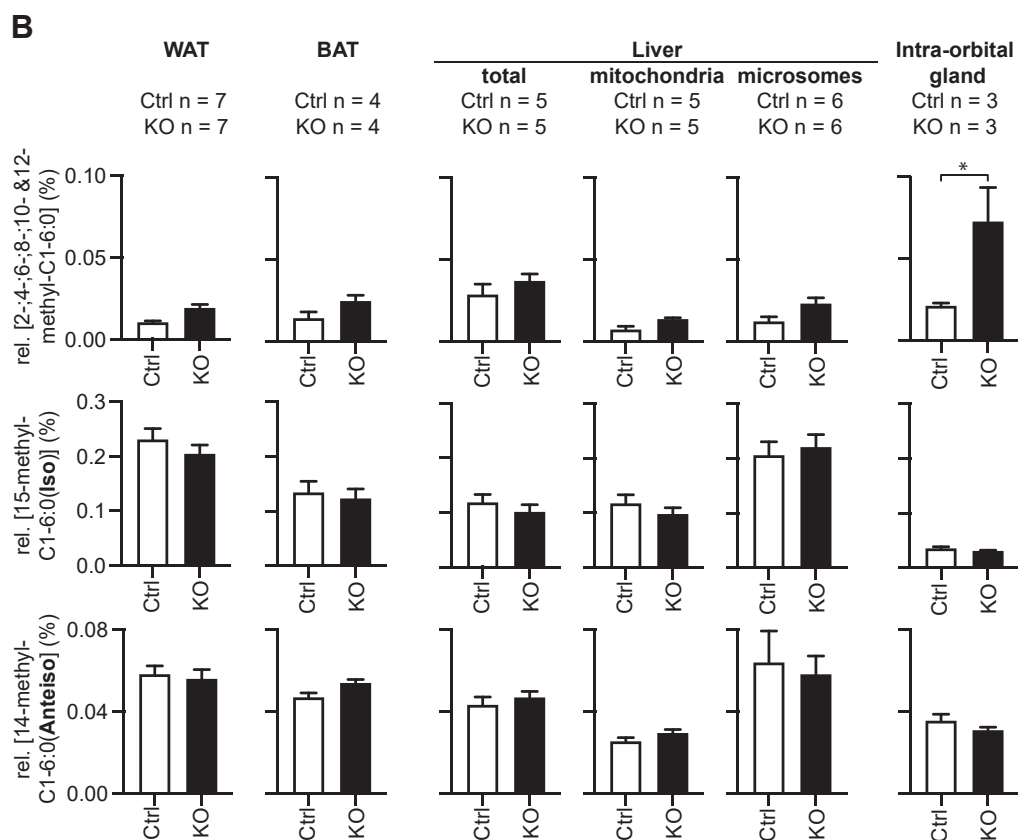 B
WAT BAT Liver Intra-orbital
total mitochondria microsomes gland
Ctrl n = 7 Ctrl n = 4 Ctrl n = 5 Ctrl n = 5 Ctrl n = 6 Ctrl n = 3
KO n = 7 KO n = 4 KO n = 5 KO n = 5 KO n = 6 KO n = 3
rel. [2-;4-;6-;8-;10- &12-
methyl-C1-6:0] (%)
0.10
0.05
0.00
*
Ctrl KO Ctrl KO Ctrl KO Ctrl KO Ctrl KO Ctrl KO
rel. [15-methyl-
C1-6:0(Iso)] (%)
0.3
0.2
0.1
0.0
Ctrl KO Ctrl KO Ctrl KO Ctrl KO Ctrl KO Ctrl KO
rel. [14-methyl-
C1-6:0(Anteiso] (%)
0.08
0.04
0.00
Ctrl KO Ctrl KO Ctrl KO Ctrl KO Ctrl KO Ctrl KO